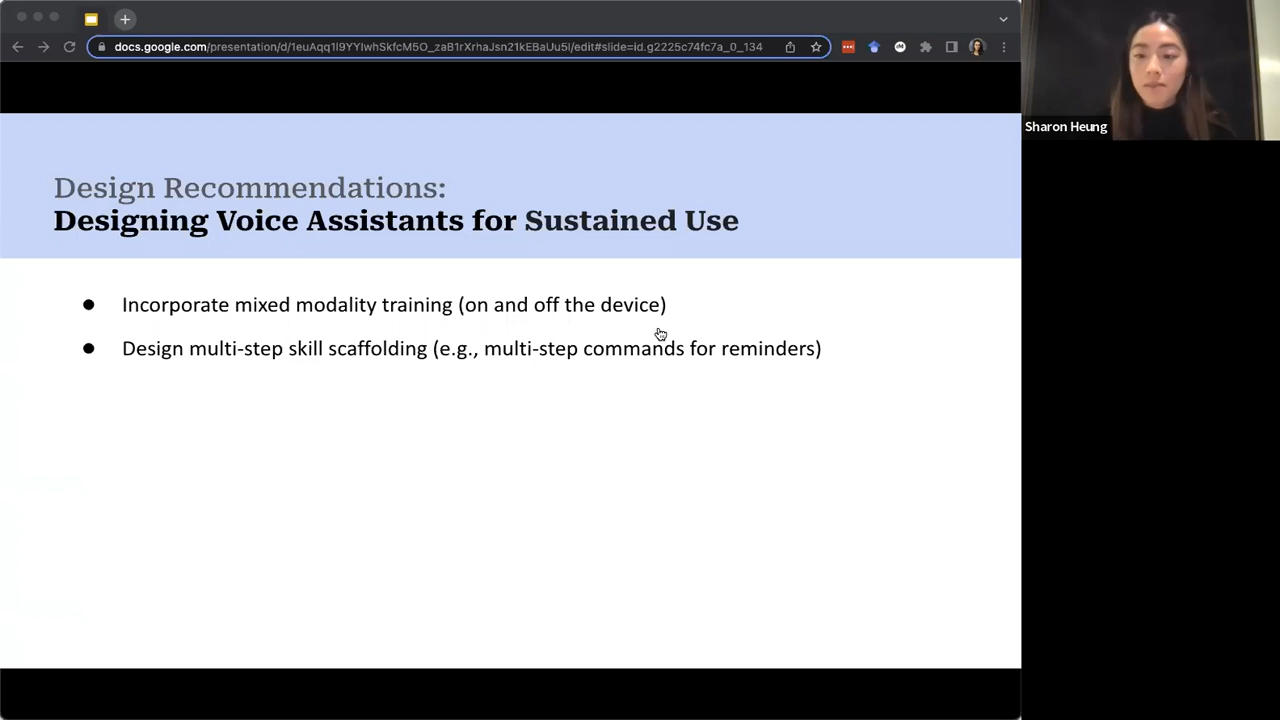 docs.google.com/presentation/d/1euAqq1I9YYIwhSkfcM5O_zaB1rXrhaJsn21kEBaUu5I/edit#slide=id.g2225c74fc7a_0_134
Design Recommendations:
Designing Voice Assistants for Sustained Use
● Incorporate mixed modality training (on and off the device)
● Design multi-step skill scaffolding (e.g., multi-step commands for reminders)
Sharon Heung